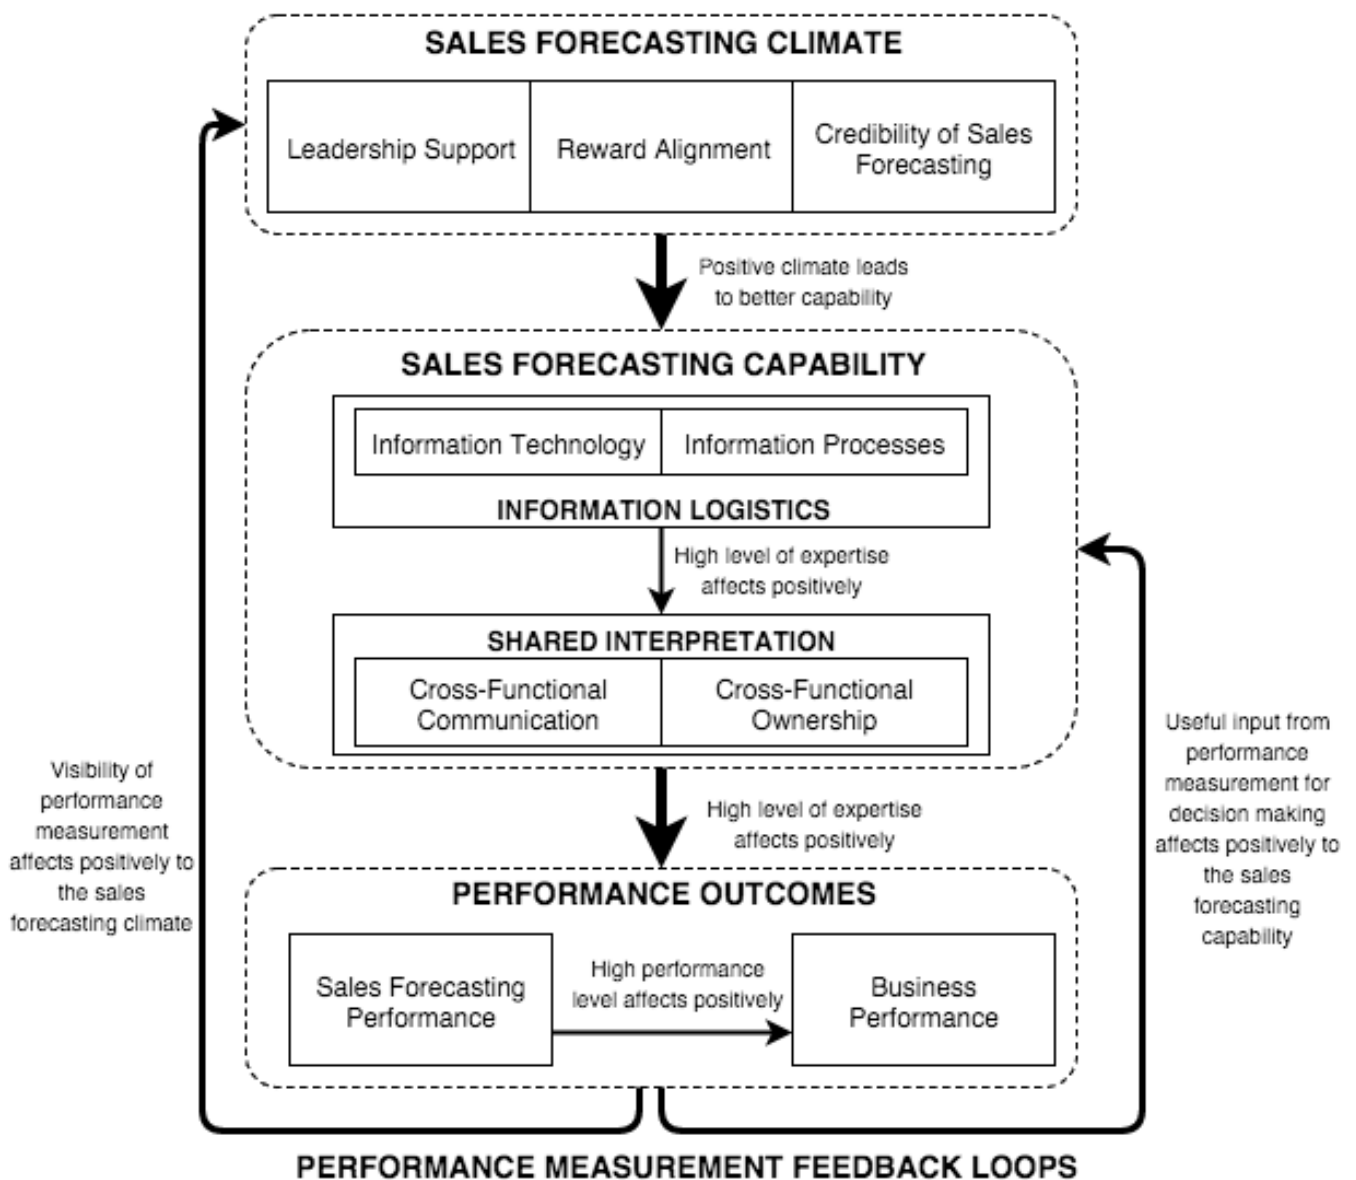 SALES FORECASTING CLIMATE
Leadership Support
Reward Alignment
Credibility of Sales
Forecasting
Positive climate leads
to better capability
SALES FORECASTING CAPABILITY
Information Technology
Information Processes
INFORMATION LOGISTICS
High level of expertise
affects positively
SHARED INTERPRETATION
Cross-Functional
Communication
Cross-Functional
Ownership
Visibility of
performance
measurement
affects positively to
the sales
forecasting climate
Useful input from
performance
measurement for
decision making
affects positively to
the sales
forecasting
capability
High level of expertise
affects positively
PERFORMANCE OUTCOMES
Sales Forecasting
Performance
High performance
level affects positively
Business
Performance
PERFORMANCE MEASUREMENT FEEDBACK LOOPS